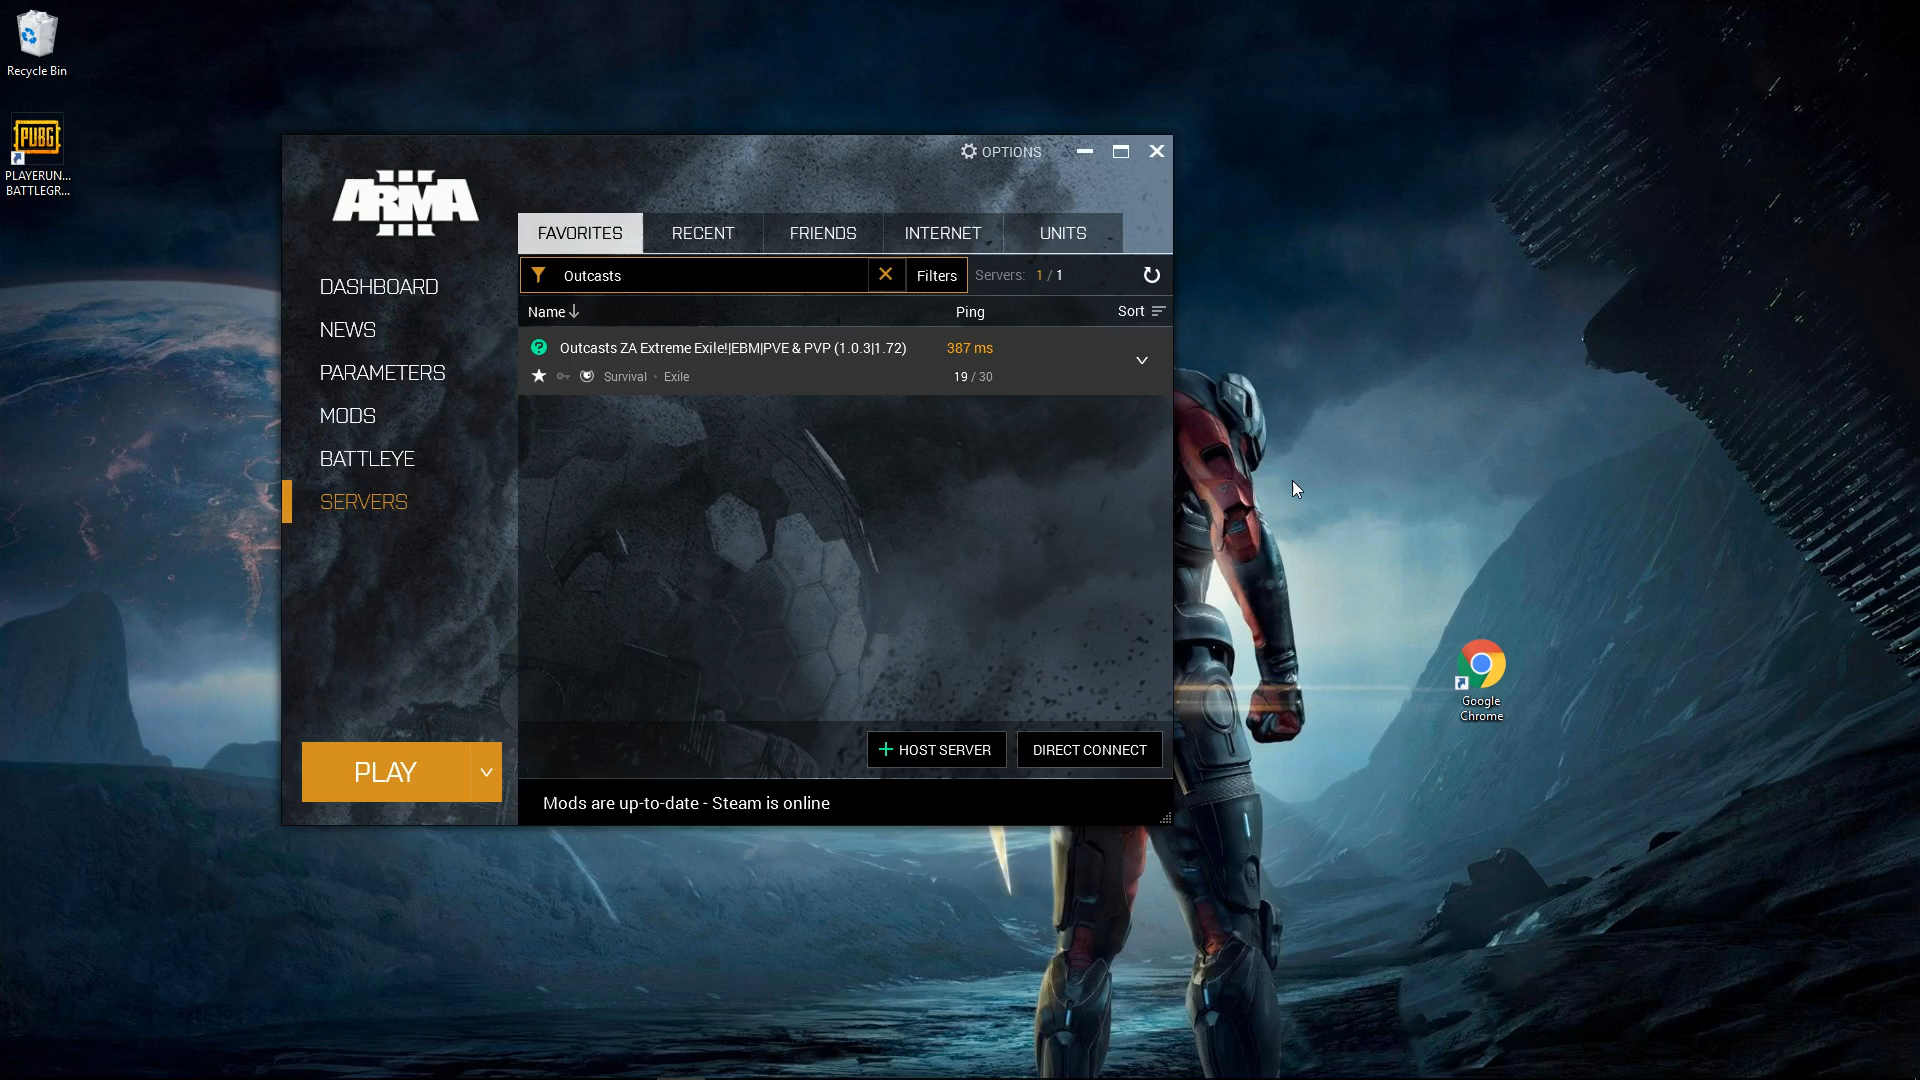 Recycle Bin
PUBG
PLAYERUN...
BATTLEGR...
OPTIONS
ARMA III
FAVORITES RECENT FRIENDS INTERNET UNITS
Outcasts Filters Servers: 1 / 1
Name Ping Sort
Outcasts ZA Extreme Exile!|EBM|PVE & PVP (1.0.3|1.72) 387 ms
Survival • Exile 19 / 30
DASHBOARD
NEWS
PARAMETERS
MODS
BATTLEYE
SERVERS
PLAY
+ HOST SERVER DIRECT CONNECT
Mods are up-to-date - Steam is online
Google
Chrome